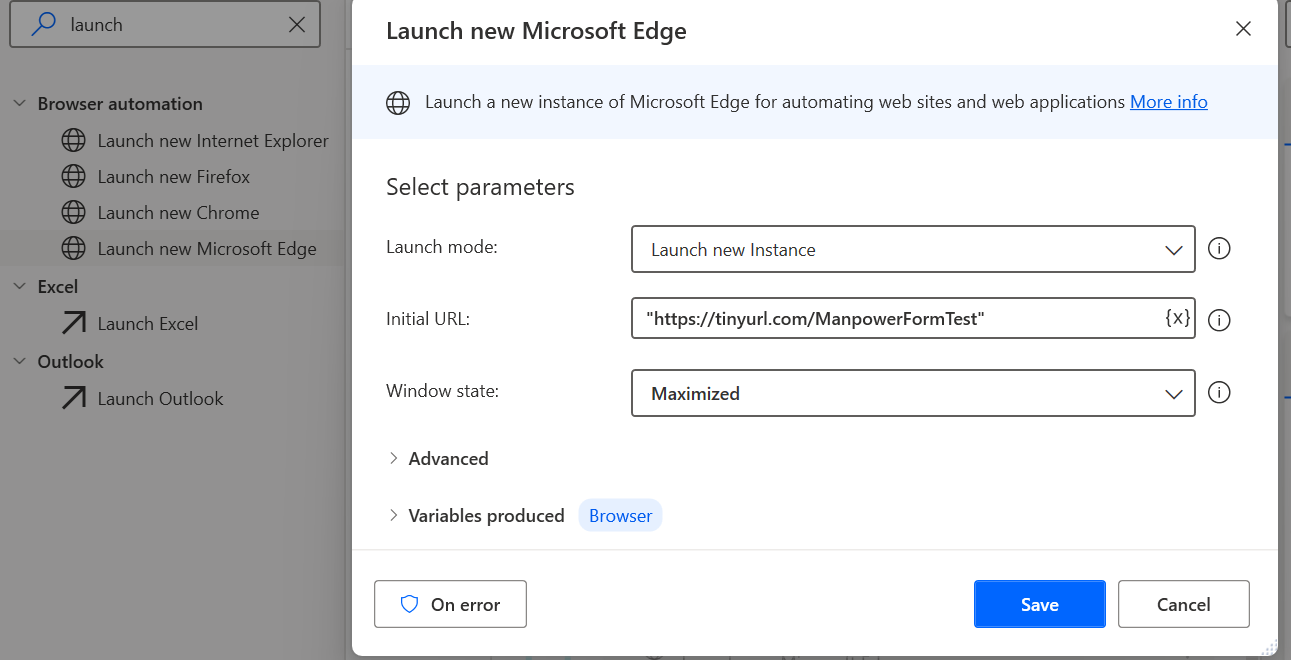 launch
Browser automation
Launch new Internet Explorer
Launch new Firefox
Launch new Chrome
Launch new Microsoft Edge
Excel
Launch Excel
Outlook
Launch Outlook
Launch new Microsoft Edge
Launch a new instance of Microsoft Edge for automating web sites and web applications More info
Select parameters
Launch mode:
Launch new Instance
Initial URL:
"https://tinyurl.com/ManpowerFormTest" {x}
Window state:
Maximized
Advanced
Variables produced Browser
On error
Save
Cancel